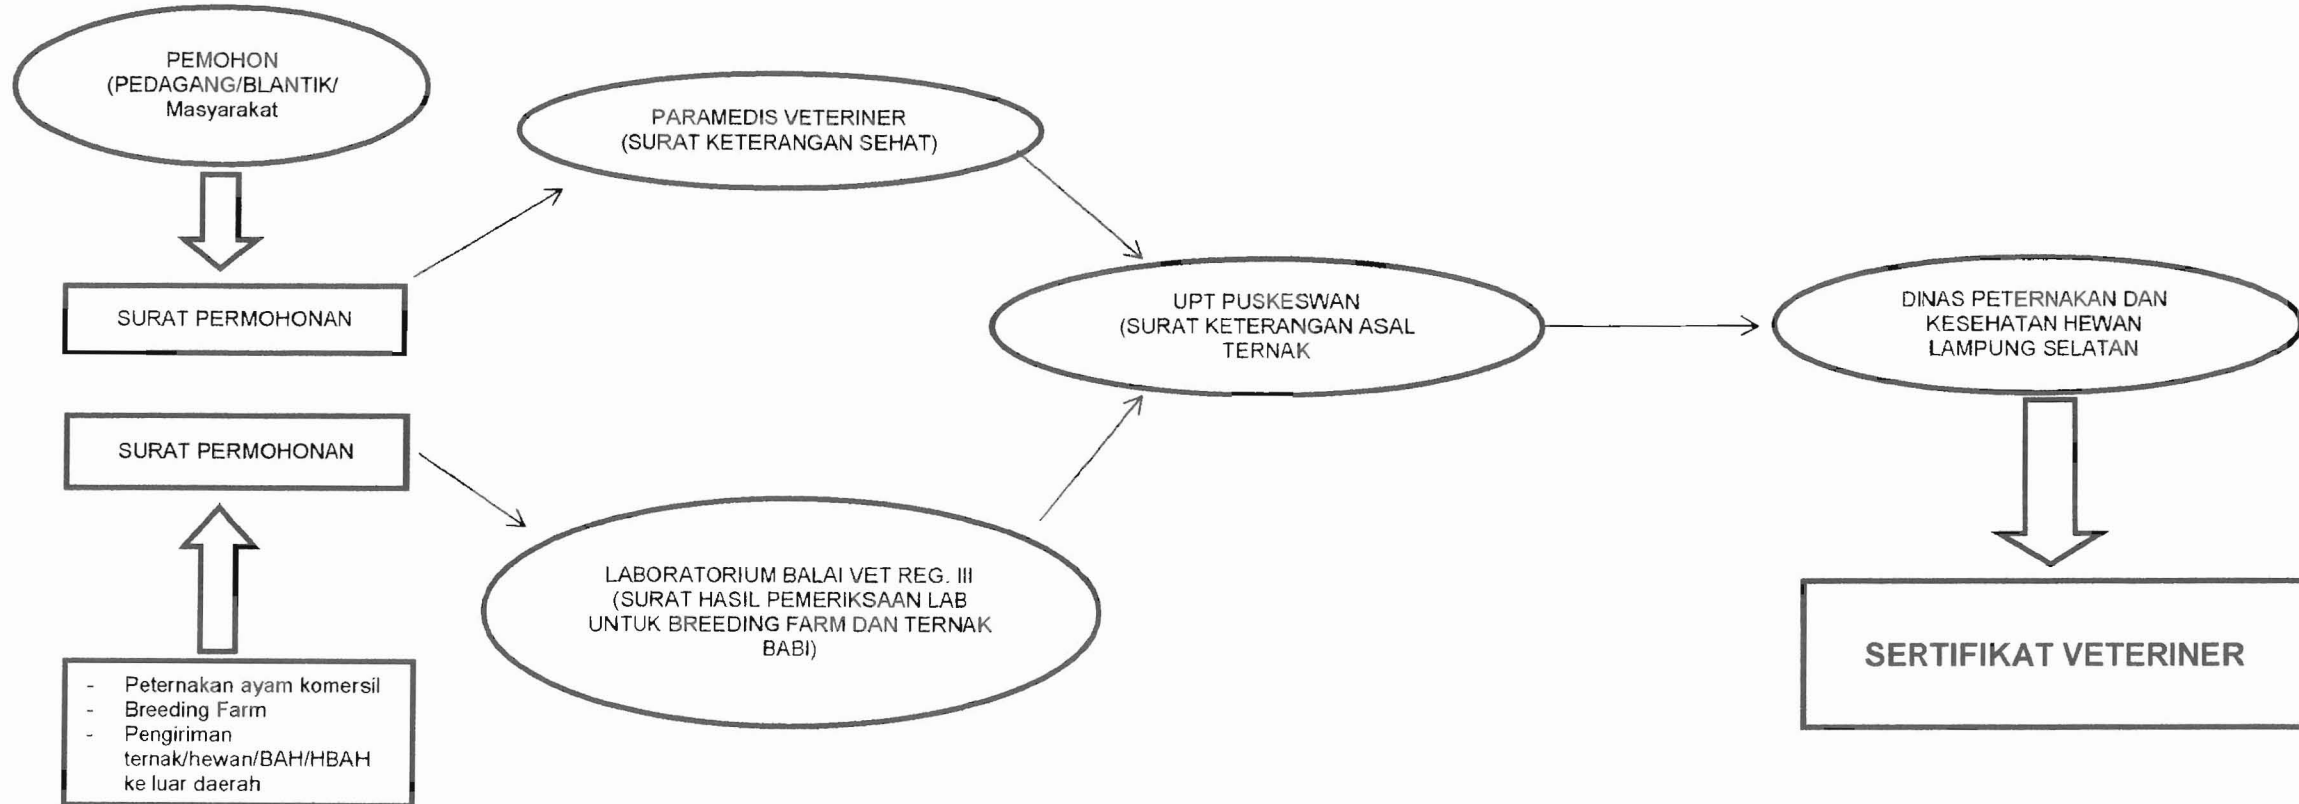 PEMOHON
(PEDAGANG/BLANTIK/
Masyarakat
SURAT PERMOHONAN
PARAMEDIS VETERINER
(SURAT KETERANGAN SEHAT)
UPT PUSKESWAN
(SURAT KETERANGAN ASAL
TERNAK
DINAS PETERNAKAN DAN
KESEHATAN HEWAN
LAMPUNG SELATAN
SURAT PERMOHONAN
LABORATORIUM BALAI VET REG. III
(SURAT HASIL PEMERIKSAAN LAB
UNTUK BREEDING FARM DAN TERNAK
BABI)
- Peternakan ayam komersil
- Breeding Farm
- Pengiriman
ternak/hewan/BAH/HBAH
ke luar daerah
SERTIFIKAT VETERINER